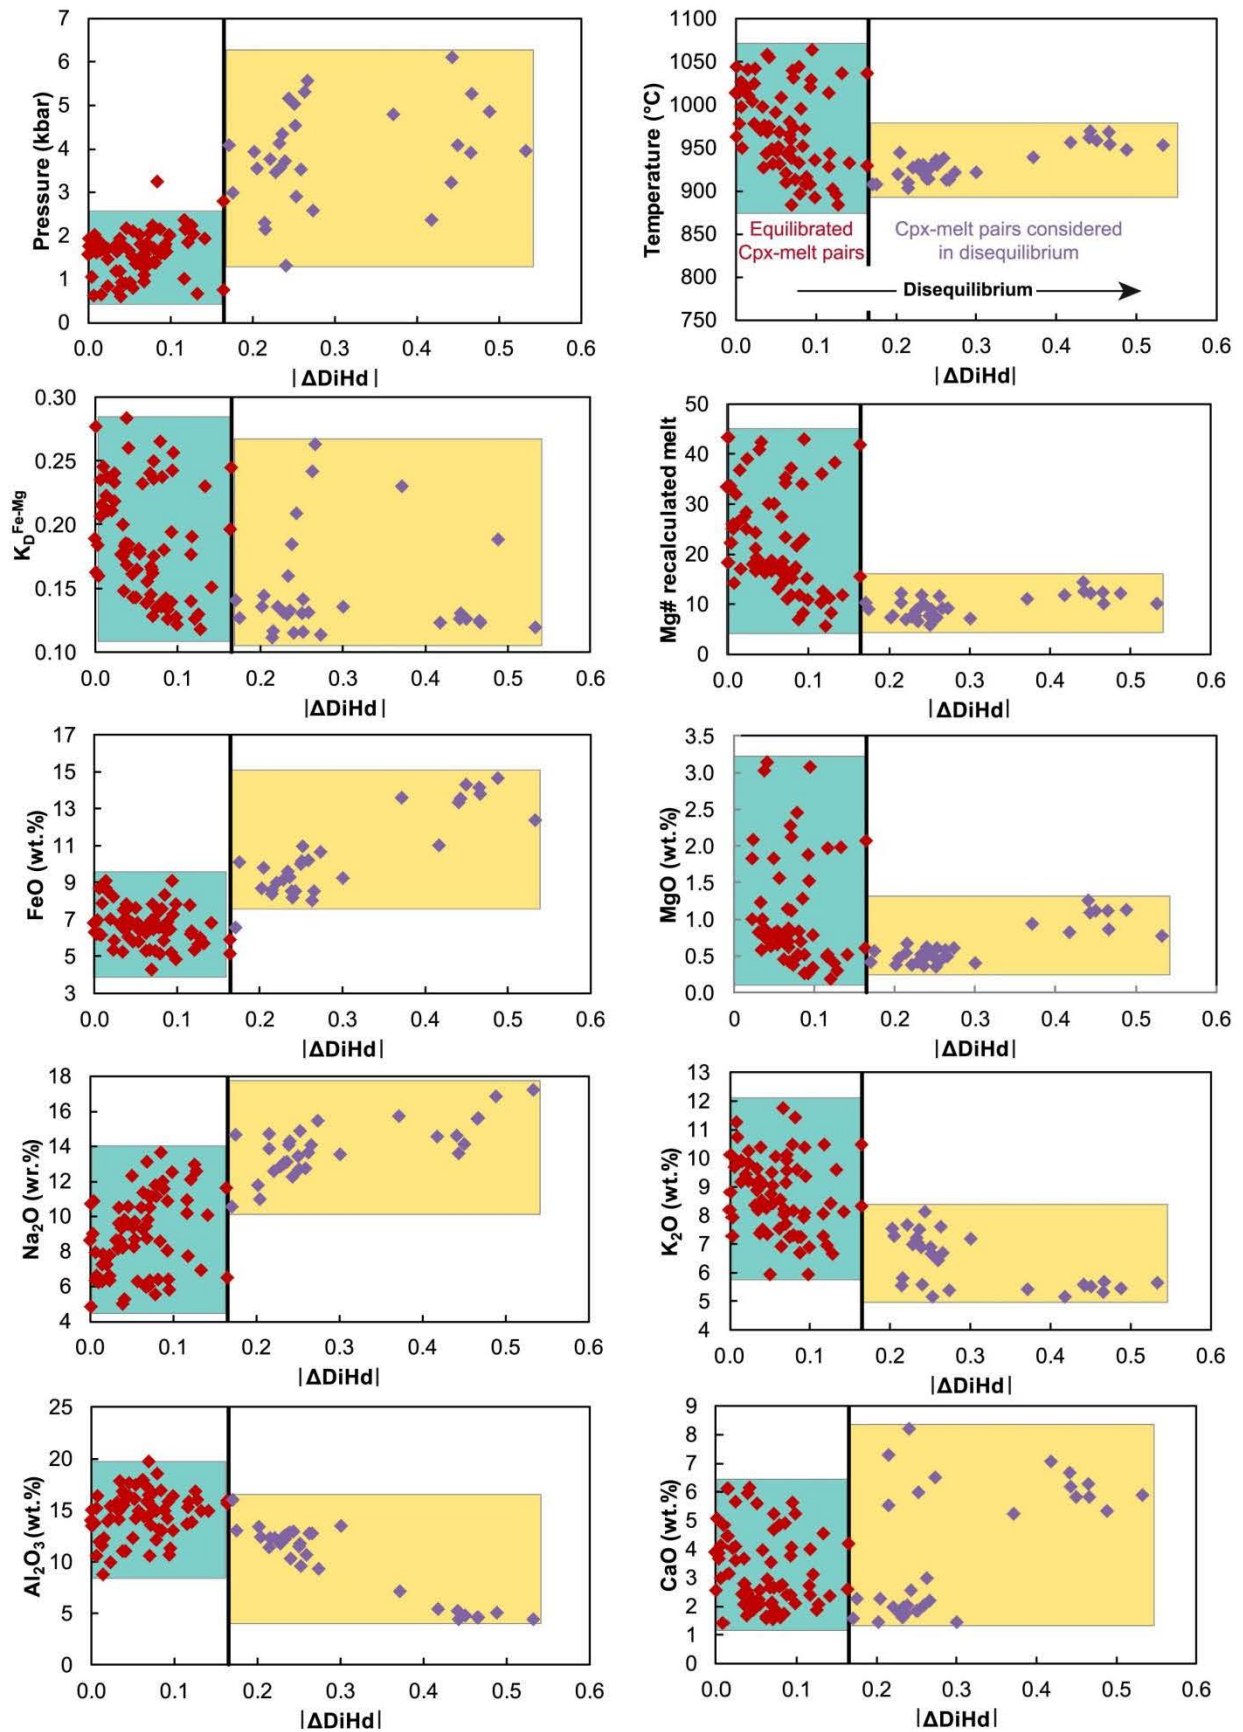 7
6
5
4
3
2
1
0
Pressure (kbar)
0.0 0.1 0.2 0.3 0.4 0.5 0.6
|ΔDiHd|
1100
1050
1000
950
900
850
800
750
Temperature (°C)
Equilibrated
Cpx-melt pairs
Cpx-melt pairs considered
in disequilibrium
Disequilibrium
0.0 0.1 0.2 0.3 0.4 0.5 0.6
|ΔDiHd|
0.30
0.25
0.20
0.15
0.10
K_D^Fe-Mg
0.0 0.1 0.2 0.3 0.4 0.5 0.6
|ΔDiHd|
50
40
30
20
10
0
Mg# recalculated melt
0.0 0.1 0.2 0.3 0.4 0.5 0.6
|ΔDiHd|
17
15
13
11
9
7
5
3
FeO (wt.%)
0.0 0.1 0.2 0.3 0.4 0.5 0.6
|ΔDiHd|
3.5
3.0
2.5
2.0
1.5
1.0
0.5
0.0
MgO (wt.%)
0 0.1 0.2 0.3 0.4 0.5 0.6
|ΔDiHd|
18
16
14
12
10
8
6
4
Na₂O (wr.%)
0.0 0.1 0.2 0.3 0.4 0.5 0.6
|ΔDiHd|
13
12
11
10
9
8
7
6
5
4
K₂O (wt.%)
0.0 0.1 0.2 0.3 0.4 0.5 0.6
|ΔDiHd|
25
20
15
10
5
0
Al₂O₃ (wt.%)
0.0 0.1 0.2 0.3 0.4 0.5 0.6
|ΔDiHd|
9
8
7
6
5
4
3
2
1
0
CaO (wt.%)
0.0 0.1 0.2 0.3 0.4 0.5 0.6
|ΔDiHd|